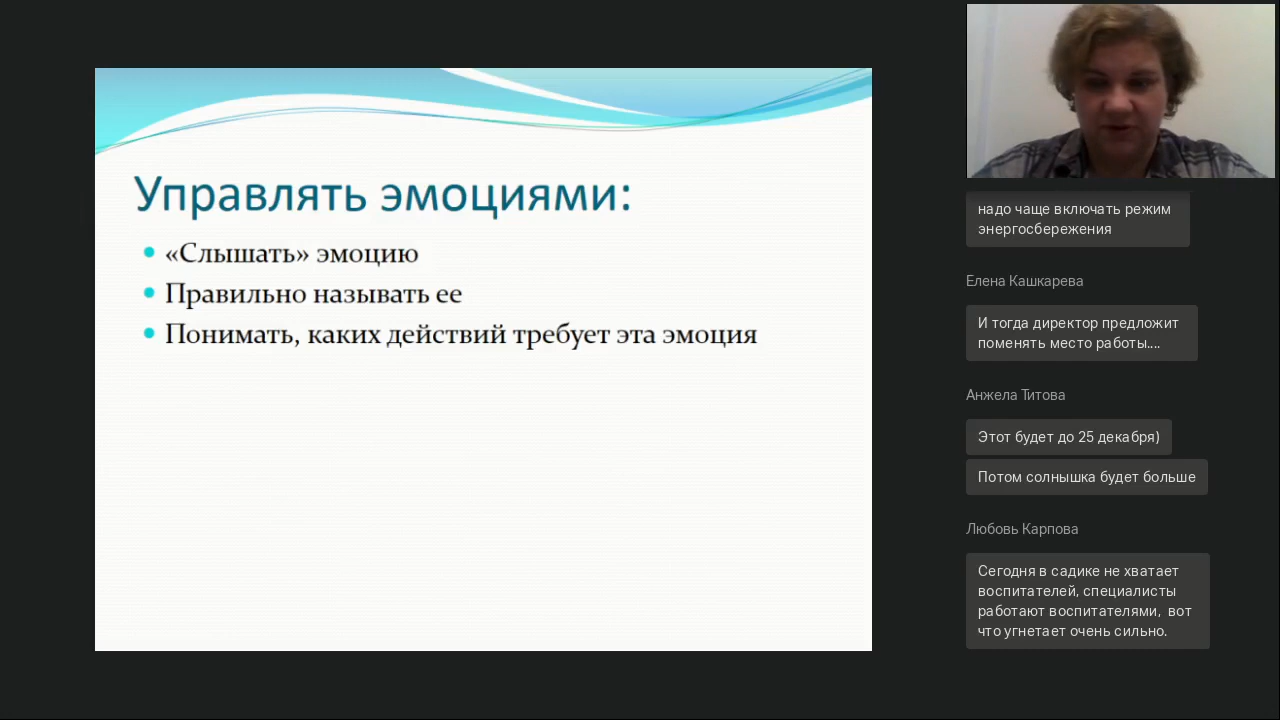 Управлять эмоциями:
«Слышать» эмоцию
Правильно называть ее
Понимать, каких действий требует эта эмоция
надо чаще включать режим
энергосбережения
Елена Кашкарева
И тогда директор предложит
поменять место работы....
Анжела Титова
Этот будет до 25 декабря)
Потом солнышка будет больше
Любовь Карпова
Сегодня в садике не хватает
воспитателей, специалисты
работают воспитателями, вот
что угнетает очень сильно.